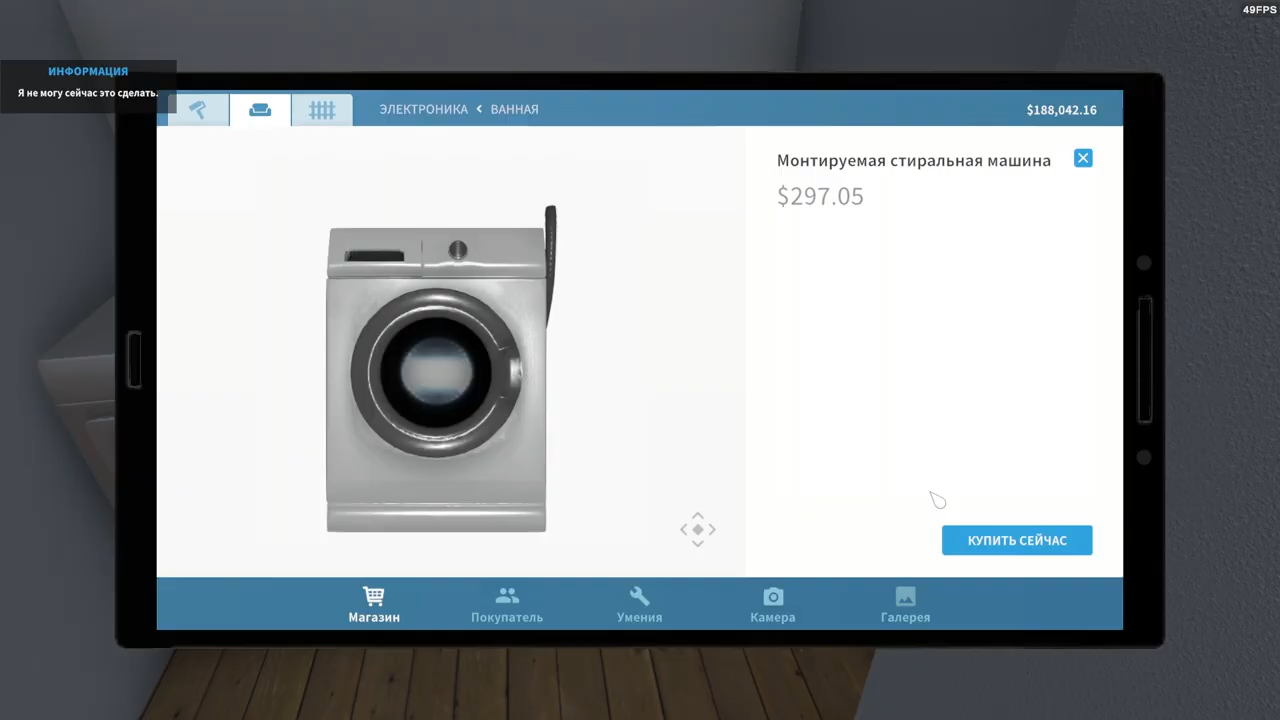 49FPS
ИНФОРМАЦИЯ
Я не могу сейчас это сделать.
ЭЛЕКТРОНИКА < ВАННАЯ
$188,042.16
Монтируемая стиральная машина
$297.05
КУПИТЬ СЕЙЧАС
Магазин
Покупатель
Умения
Камера
Галерея